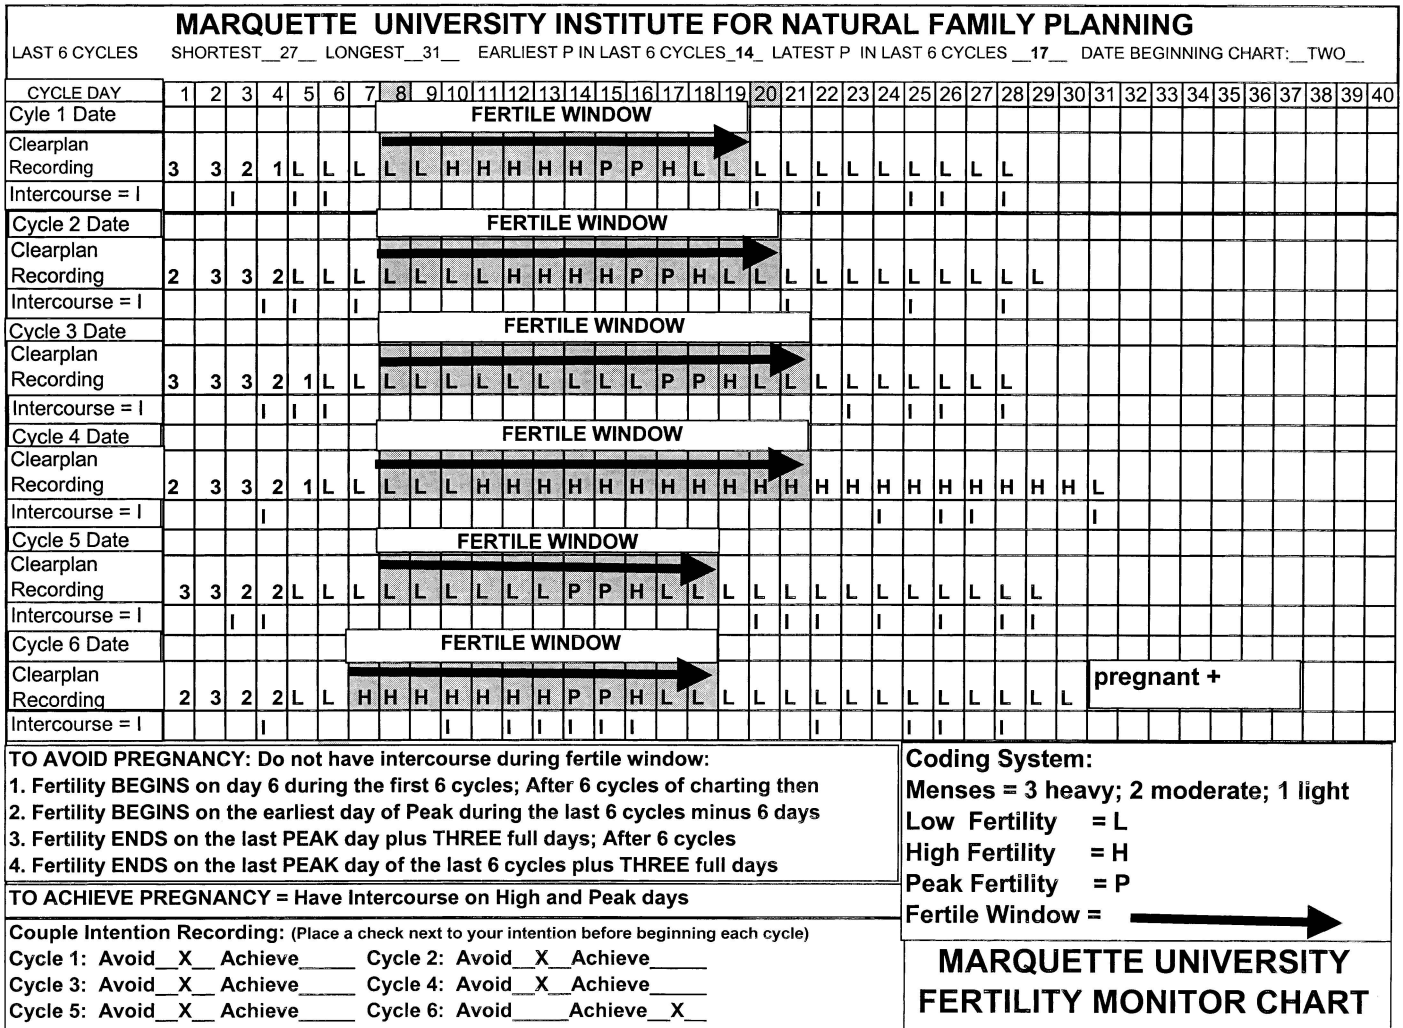 MARQUETTE UNIVERSITY INSTITUTE FOR NATURAL FAMILY PLANNING
LAST 6 CYCLES SHORTEST__27__ LONGEST__31__ EARLIEST P IN LAST 6 CYCLES_14_ LATEST P IN LAST 6 CYCLES __17__ DATE BEGINNING CHART:__TWO__
CYCLE DAY 1 2 3 4 5 6 7 8 9 10 11 12 13 14 15 16 17 18 19 20 21 22 23 24 25 26 27 28 29 30 31 32 33 34 35 36 37 38 39 40
Cyle 1 Date FERTILE WINDOW
Clearplan
Recording 3 3 2 1 L L L L L H H H H H P P H L L L L L L L L L L L
Intercourse = I I I I I I I I I
Cycle 2 Date FERTILE WINDOW
Clearplan
Recording 2 3 3 2 L L L L L L L H H H H P P H L L L L L L L L L L L
Intercourse = I I I I I I I
Cycle 3 Date FERTILE WINDOW
Clearplan
Recording 3 3 3 2 1 L L L L L L L L L L L P P H L L L L L L L L L
Intercourse = I I I I I I I I
Cycle 4 Date FERTILE WINDOW
Clearplan
Recording 2 3 3 2 1 L L L L L H H H H H H H H H H H H H H H H H H H H L
Intercourse = I I I I I I
Cycle 5 Date FERTILE WINDOW
Clearplan
Recording 3 3 2 2 L L L L L L L L L P P H L L L L L L L L L L L L L
Intercourse = I I I I I I I I I I
Cycle 6 Date FERTILE WINDOW
Clearplan pregnant +
Recording 2 3 2 2 L L H H H H H H H P P H L L L L L L L L L L L L L L
Intercourse = I I I I I I I I I I I I
TO AVOID PREGNANCY: Do not have intercourse during fertile window:
1. Fertility BEGINS on day 6 during the first 6 cycles; After 6 cycles of charting then
2. Fertility BEGINS on the earliest day of Peak during the last 6 cycles minus 6 days
3. Fertility ENDS on the last PEAK day plus THREE full days; After 6 cycles
4. Fertility ENDS on the last PEAK day of the last 6 cycles plus THREE full days
TO ACHIEVE PREGNANCY = Have Intercourse on High and Peak days
Couple Intention Recording: (Place a check next to your intention before beginning each cycle)
Cycle 1: Avoid__X__ Achieve_____ Cycle 2: Avoid__X__Achieve_____
Cycle 3: Avoid__X__ Achieve_____ Cycle 4: Avoid__X__Achieve_____
Cycle 5: Avoid__X__ Achieve_____ Cycle 6: Avoid_____Achieve__X__
Coding System:
Menses = 3 heavy; 2 moderate; 1 light
Low Fertility = L
High Fertility = H
Peak Fertility = P
Fertile Window =
MARQUETTE UNIVERSITY
FERTILITY MONITOR CHART